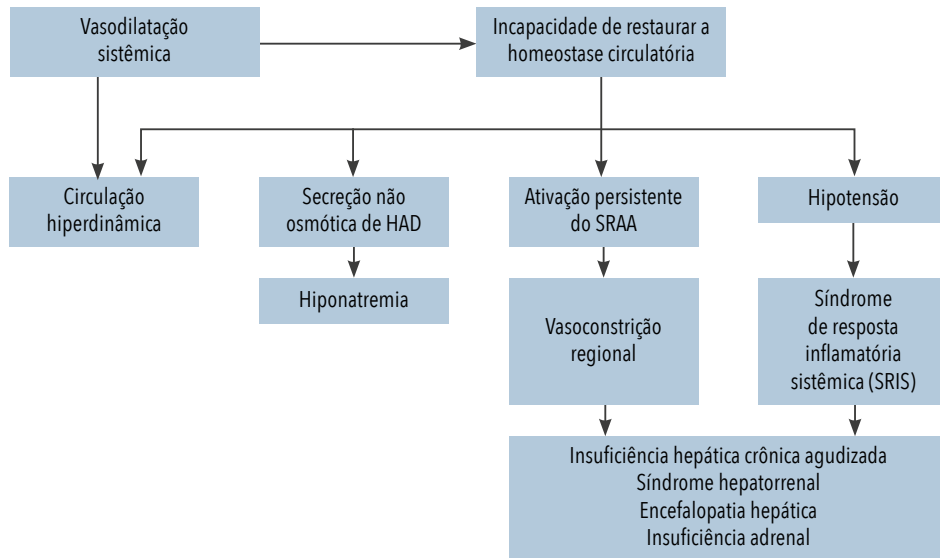 Vasodilatação
sistêmica
Incapacidade de restaurar a
homeostase circulatória
Circulação
hiperdinâmica
Secreção não
osmótica de HAD
Ativação persistente
do SRAA
Hipotensão
Hiponatremia
Vasoconstrição
regional
Síndrome
de resposta
inflamatória
sistêmica (SRIS)
Insuficiência hepática crônica agudizada
Síndrome hepatorrenal
Encefalopatia hepática
Insuficiência adrenal